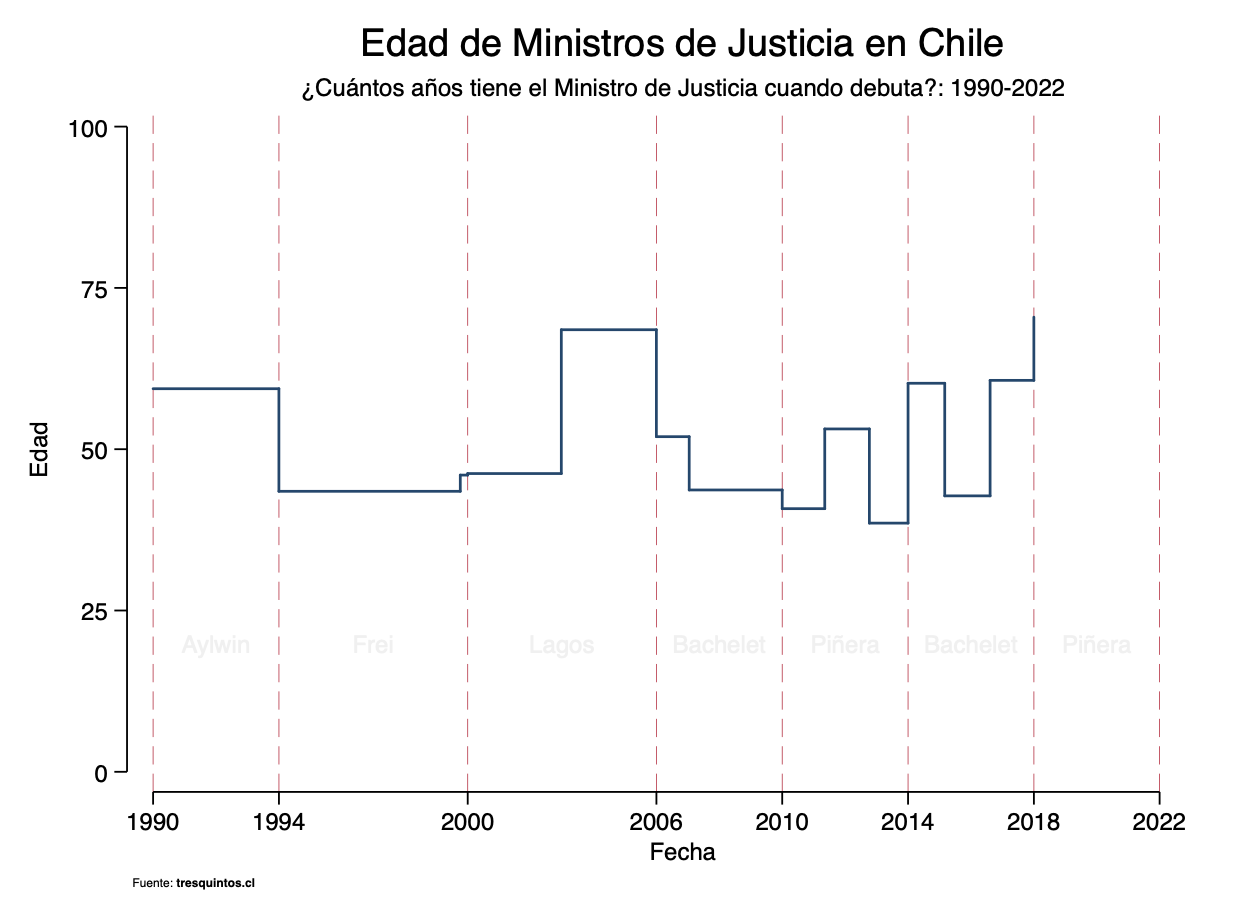 Edad de Ministros de Justicia en Chile
¿Cuántos años tiene el Ministro de Justicia cuando debuta?: 1990-2022
100
75
50
25
0
Edad
Aylwin Frei Lagos Bachelet Piñera Bachelet Piñera
1990 1994 2000 2006 2010 2014 2018 2022
Fecha
Fuente: tresquintos.cl